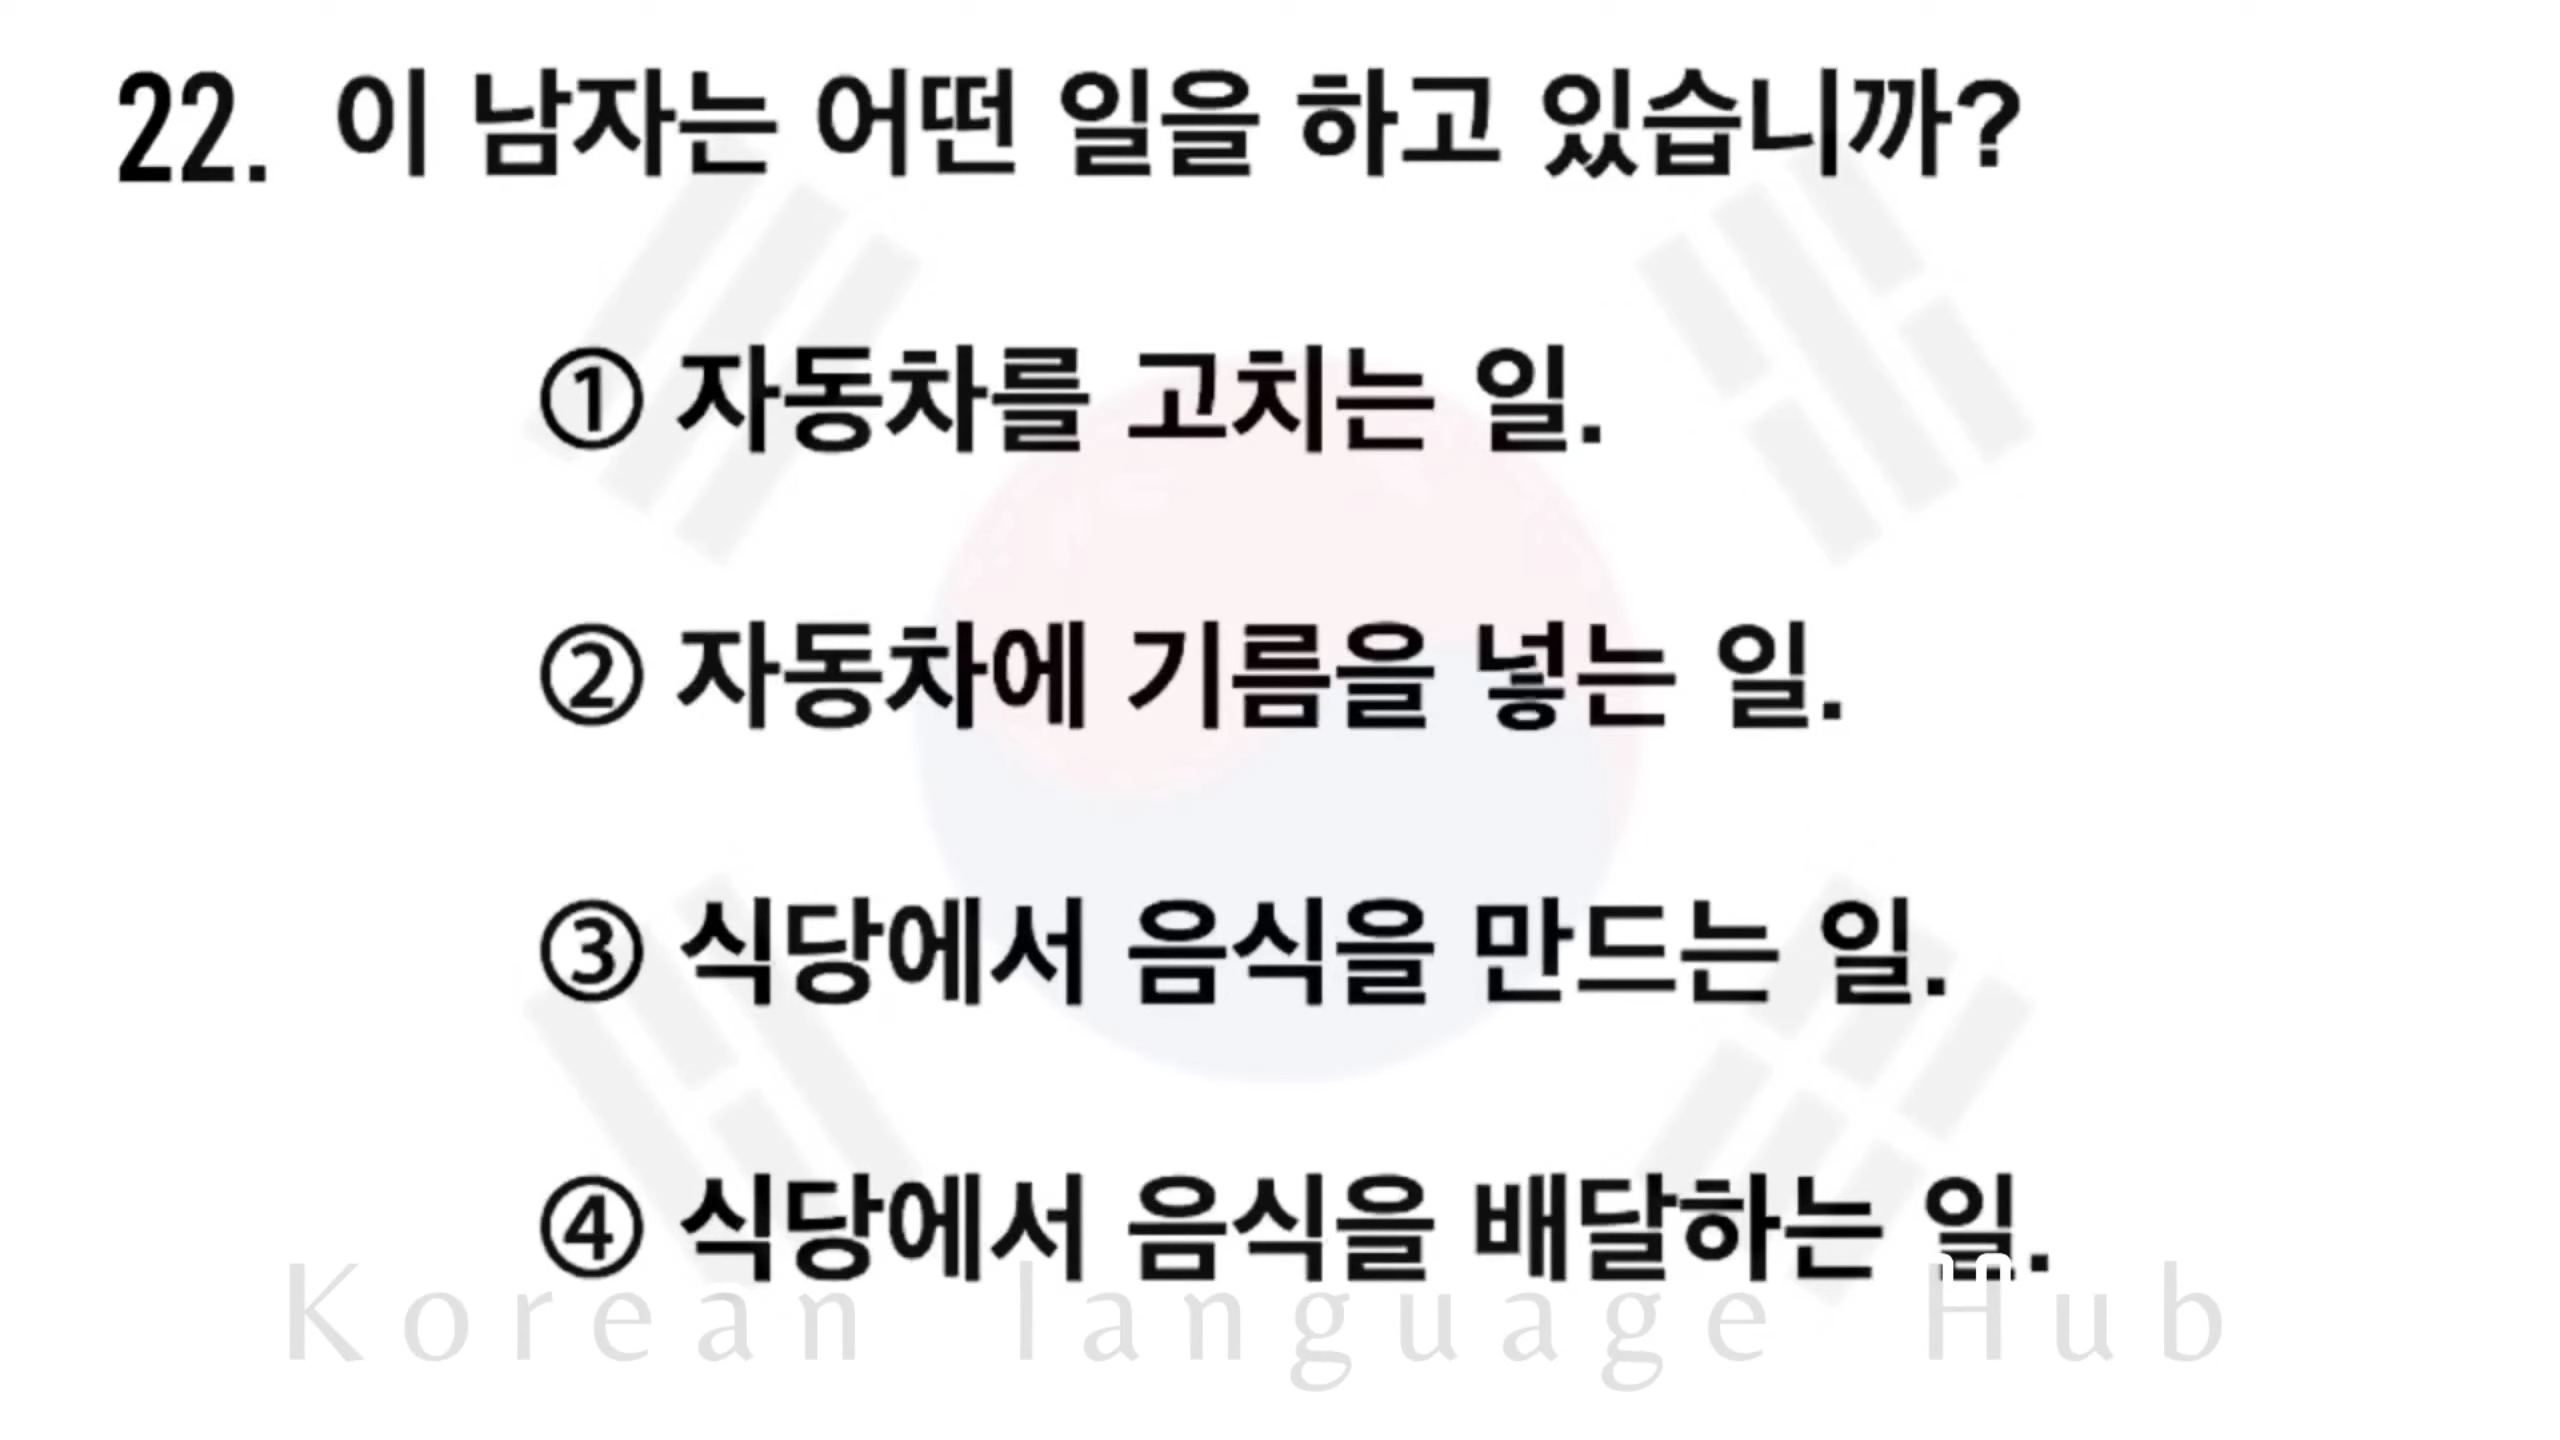 22. 이 남자는 어떤 일을 하고 있습니까?
① 자동차를 고치는 일.
② 자동차에 기름을 넣는 일.
③ 식당에서 음식을 만드는 일.
④ 식당에서 음식을 배달하는 일.
Korean language Hub